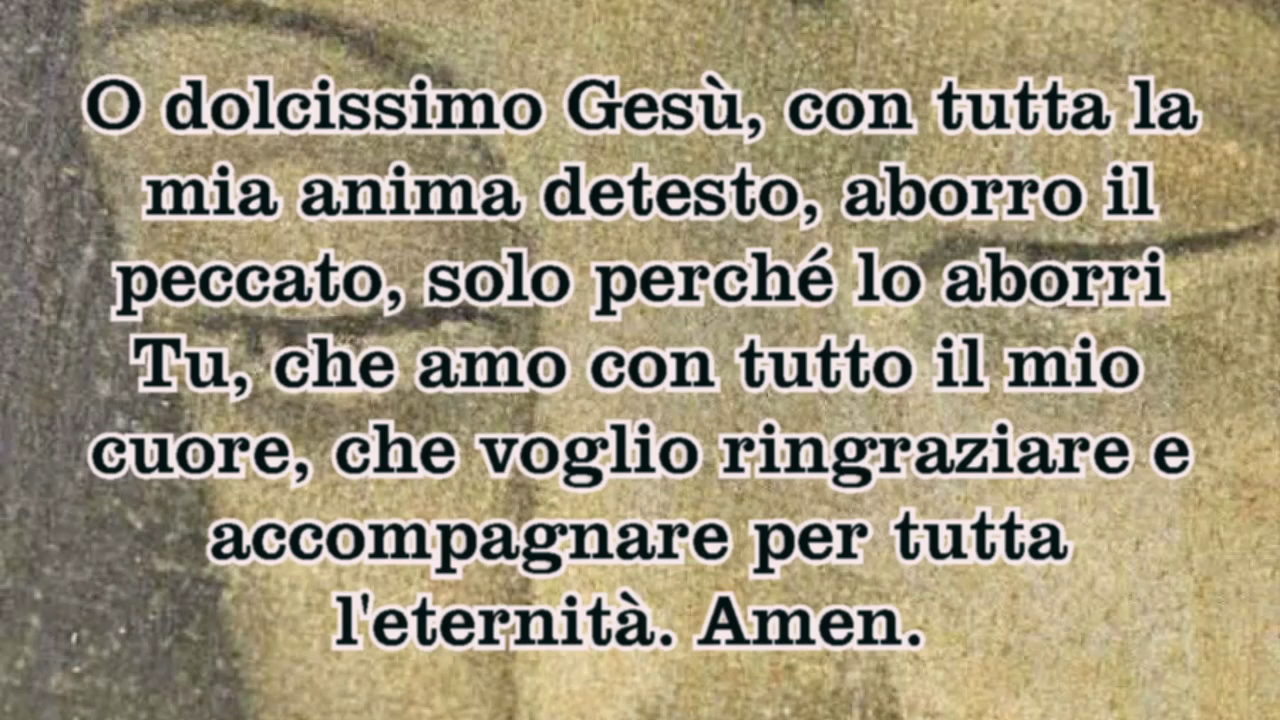 O dolcissimo Gesù, con tutta la
mia anima detesto, aborro il
peccato, solo perché lo aborri
Tu, che amo con tutto il mio
cuore, che voglio ringraziare e
accompagnare per tutta
l'eternità. Amen.